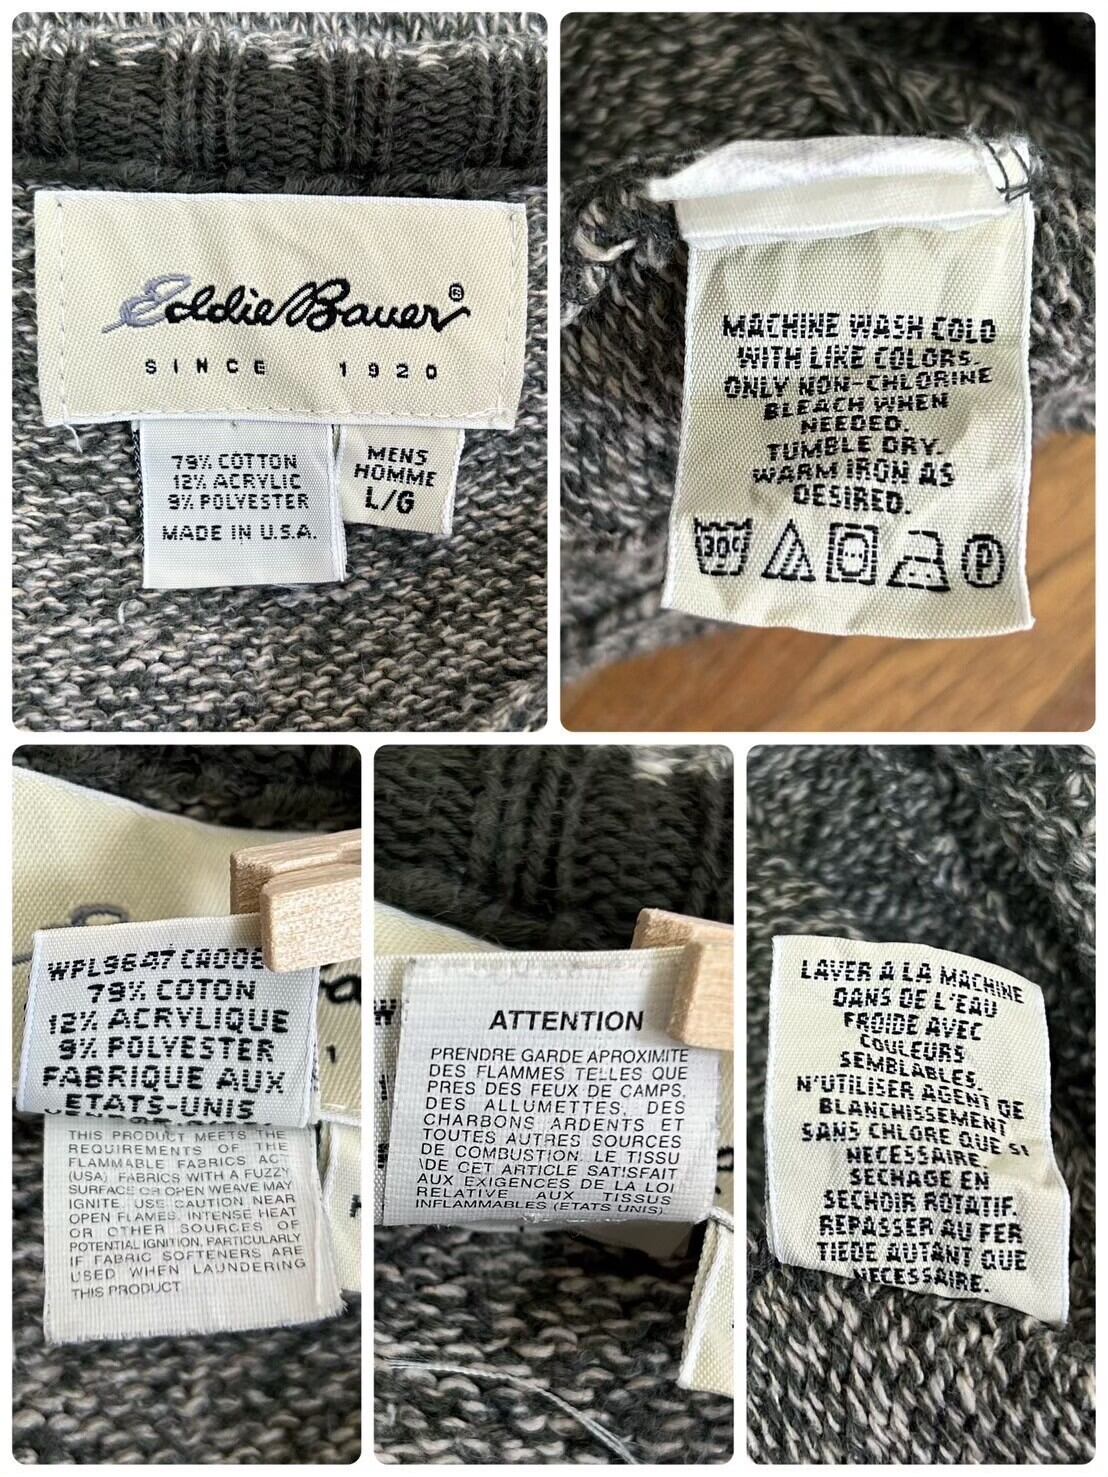 Eddie Bauer®
SINCE 1920
79% COTTON
12% ACRYLIC
9% POLYESTER
MADE IN U.S.A.
MENS
HOMME
L/G
MACHINE WASH COLD
WITH LIKE COLORS.
ONLY NON-CHLORINE
BLEACH WHEN
NEEDED.
TUMBLE DRY.
WARM IRON AS
DESIRED.
30°
P
WPL9647
79% COTON
12% ACRYLIQUE
9% POLYESTER
FABRIQUE AUX
ETATS-UNIS
THIS PRODUCT MEETS THE
REQUIREMENTS OF THE
FLAMMABLE FABRICS ACT
(USA) FABRICS WITH A FUZZY
SURFACE OR OPEN WEAVE MAY
IGNITE. USE CAUTION NEAR
OPEN FLAMES. INTENSE HEAT
OR OTHER SOURCES OF
POTENTIAL IGNITION, PARTICULARLY
IF FABRIC SOFTENERS ARE
USED WHEN LAUNDERING
THIS PRODUCT
ATTENTION
PRENDRE GARDE APROXIMITE
DES FLAMMES TELLES QUE
PRES DES FEUX DE CAMPS,
DES ALLUMETTES, DES
CHARBONS ARDENTS ET
TOUTES AUTRES SOURCES
DE COMBUSTION. LE TISSU
DE CET ARTICLE SATISFAIT
AUX EXIGENCES DE LA LOI
RELATIVE AUX TISSUS
INFLAMMABLES (ETATS UNIS).
LAVER A LA MACHINE
DANS DE L'EAU
FROIDE AVEC
COULEURS
SEMBLABLES.
N'UTILISER AGENT DE
BLANCHISSEMENT
SANS CHLORE QUE SI
NECESSAIRE.
SECHAGE EN
SECHOIR ROTATIF.
REPASSER AU FER
TIEDE AUTANT QUE
NECESSAIRE.